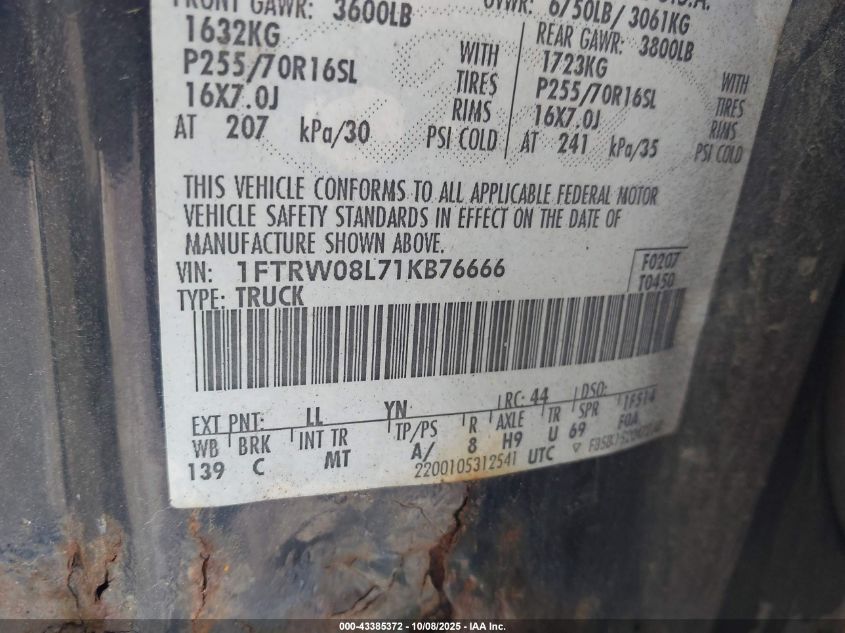 FRONT GAWR: 3600LB
1632KG
P255/70R16SL
16X7.0J
AT 207 kPa/30
WITH
TIRES
RIMS
PSI COLD
GVWR: 6750LB/ 3061KG
REAR GAWR: 3800LB
1723KG
P255/70R16SL
16X7.0J
AT 241 kPa/35
WITH
TIRES
RIMS
PSI COLD
THIS VEHICLE CONFORMS TO ALL APPLICABLE FEDERAL MOTOR
VEHICLE SAFETY STANDARDS IN EFFECT ON THE DATE OF
MANUFACTURE SHOWN ABOVE.
VIN: 1FTRW08L71KB76666
F0207
T0450
TYPE: TRUCK
EXT PNT: LL YN RC: 44 DSO:
WB BRK INT TR TP/PS R AXLE TR SPR 1F514
139 C MT A/ 8 H9 U 69 F0A
2200105312541 UTC
000-43385372 - 10/08/2025 - IAA Inc.